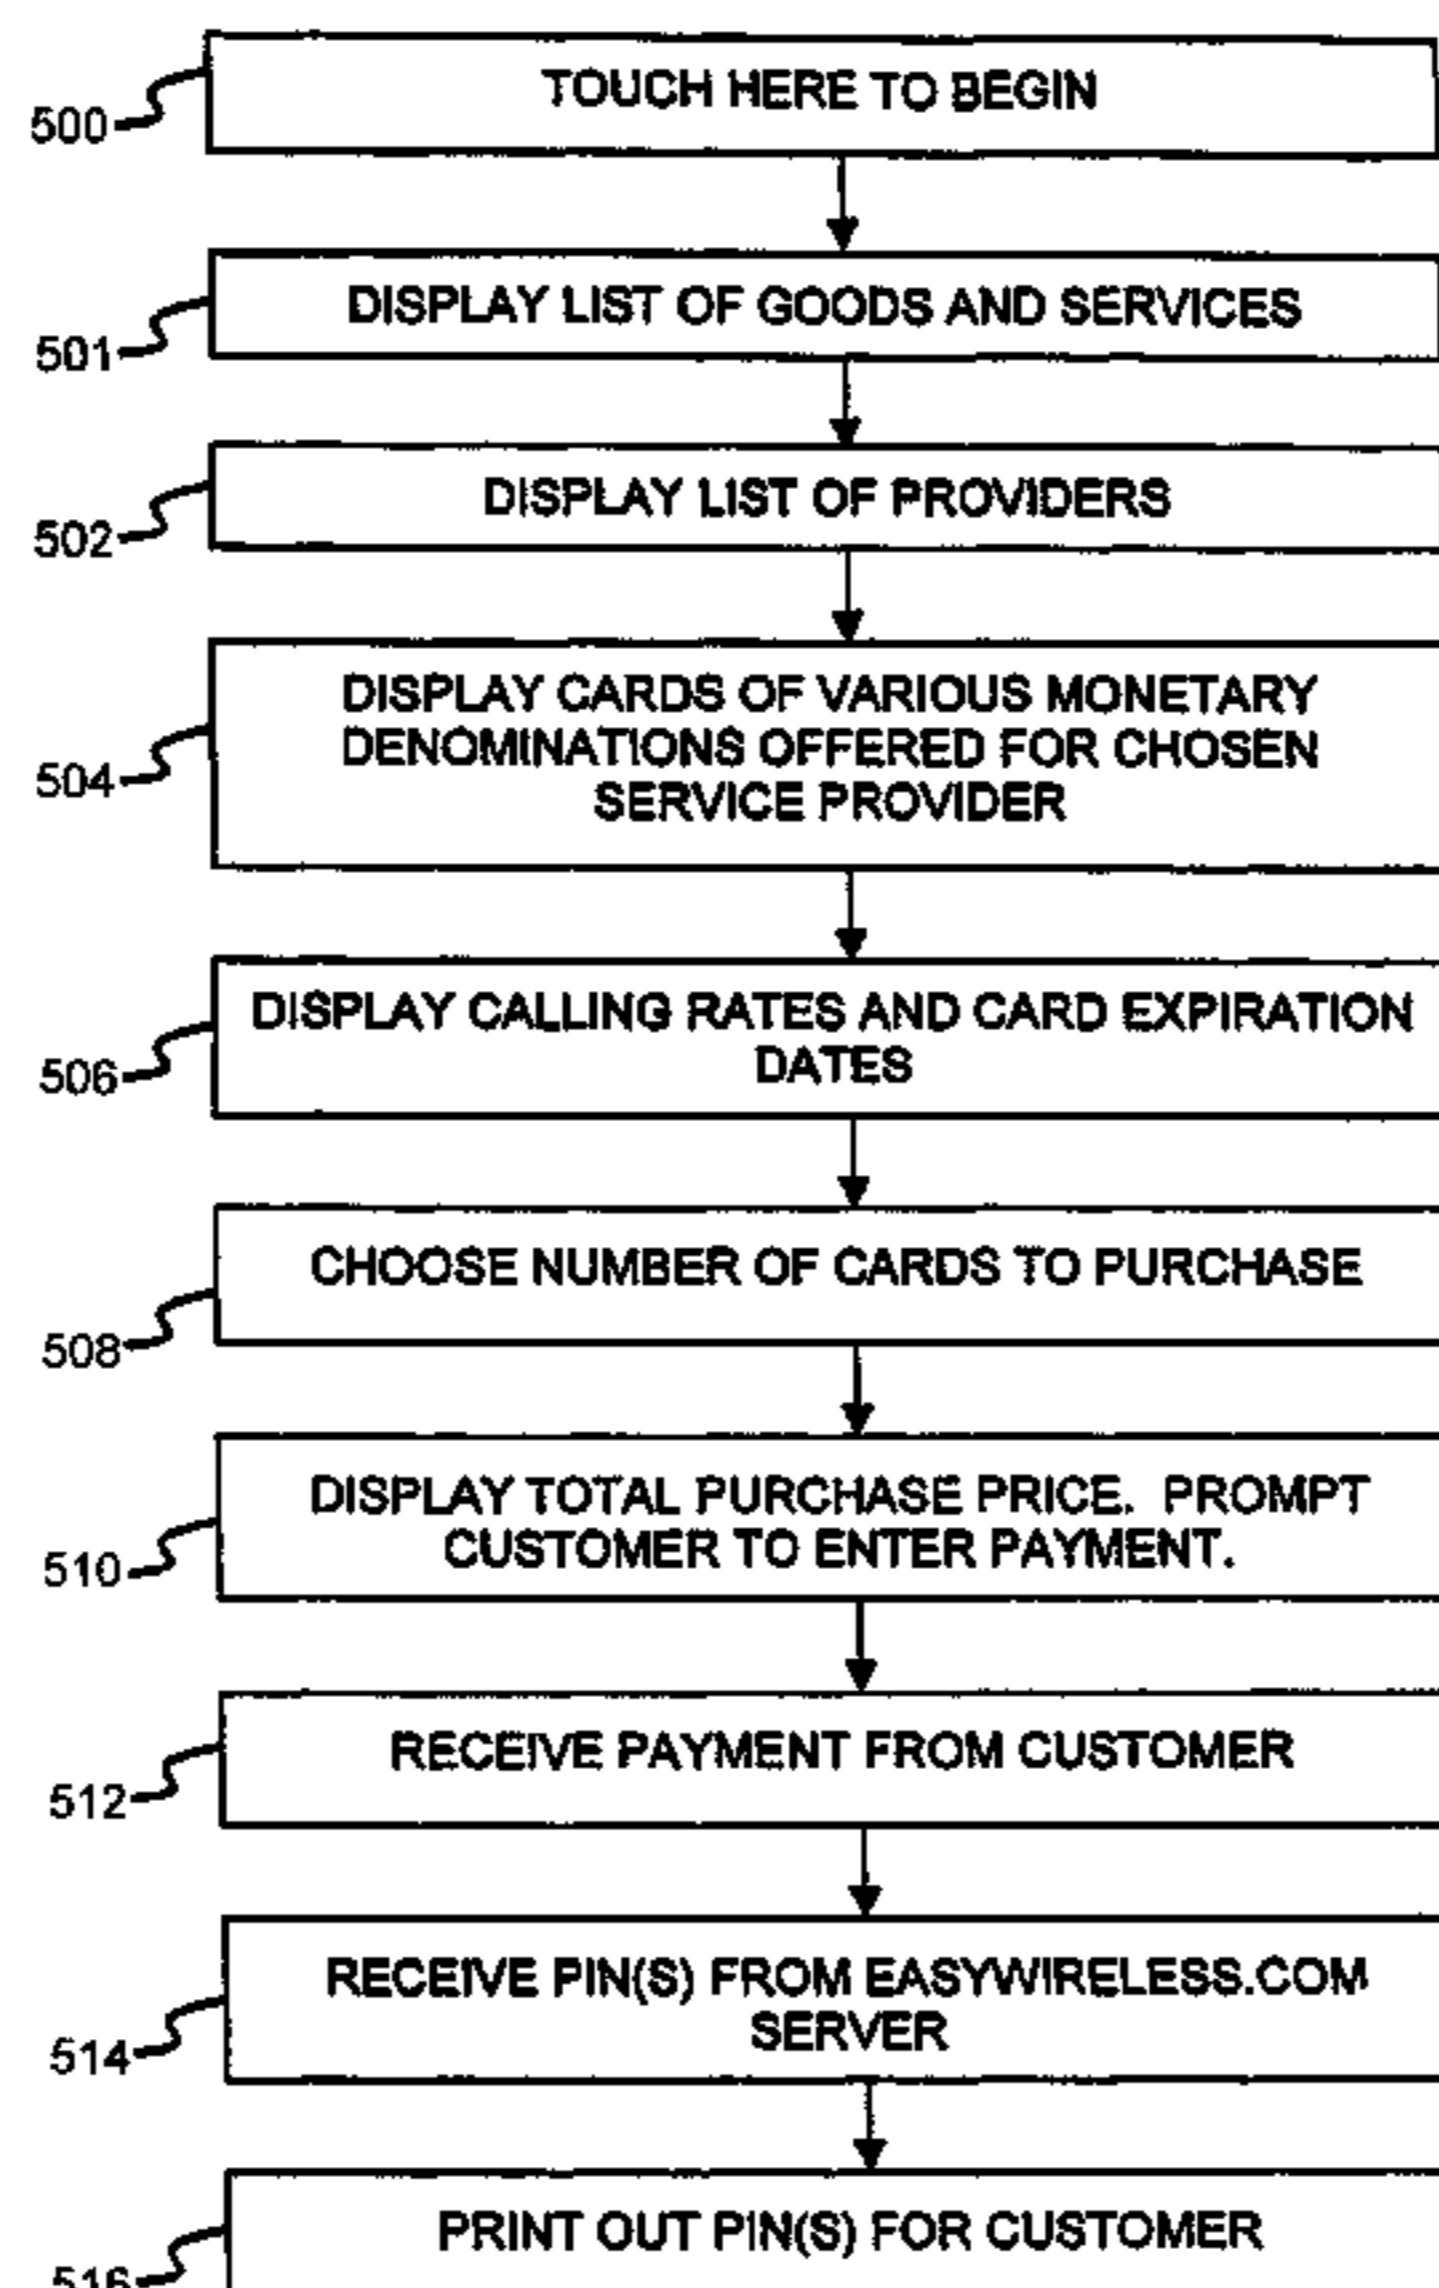 TOUCH HERE TO BEGIN
500
DISPLAY LIST OF GOODS AND SERVICES
501
DISPLAY LIST OF PROVIDERS
502
DISPLAY CARDS OF VARIOUS MONETARY
DENOMINATIONS OFFERED FOR CHOSEN
SERVICE PROVIDER
504
DISPLAY CALLING RATES AND CARD EXPIRATION
DATES
506
CHOOSE NUMBER OF CARDS TO PURCHASE
508
DISPLAY TOTAL PURCHASE PRICE. PROMPT
CUSTOMER TO ENTER PAYMENT.
510
RECEIVE PAYMENT FROM CUSTOMER
512
RECEIVE PIN(S) FROM EASYWIRELESS.COM
SERVER
514
PRINT OUT PIN(S) FOR CUSTOMER
516